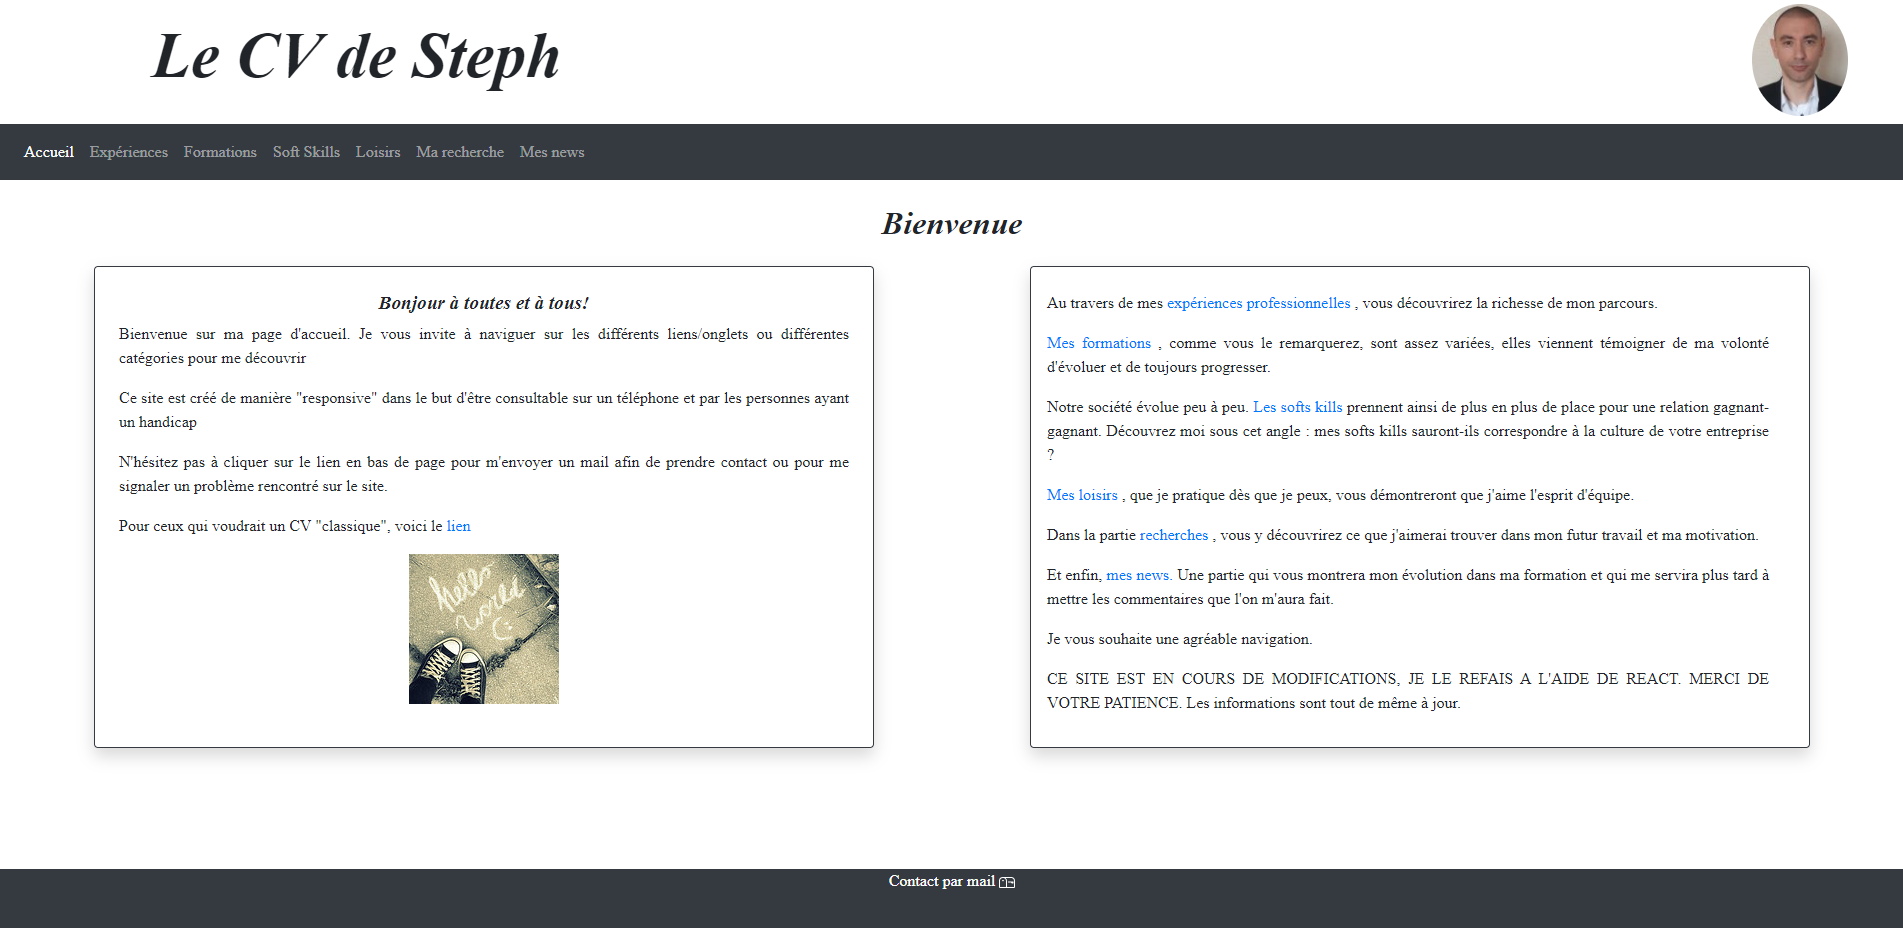 Le CV de Steph
Accueil Expériences Formations Soft Skills Loisirs Ma recherche Mes news
Bienvenue
Bonjour à toutes et à tous!
Bienvenue sur ma page d'accueil. Je vous invite à naviguer sur les différents liens/onglets ou différentes
catégories pour me découvrir
Ce site est créé de manière "responsive" dans le but d'être consultable sur un téléphone et par les personnes ayant
un handicap
N'hésitez pas à cliquer sur le lien en bas de page pour m'envoyer un mail afin de prendre contact ou pour me
signaler un problème rencontré sur le site.
Pour ceux qui voudrait un CV "classique", voici le lien
hello
world
Au travers de mes expériences professionnelles , vous découvrirez la richesse de mon parcours.
Mes formations , comme vous le remarquerez, sont assez variées, elles viennent témoigner de ma volonté
d'évoluer et de toujours progresser.
Notre société évolue peu à peu. Les softs kills prennent ainsi de plus en plus de place pour une relation gagnant-
gagnant. Découvrez moi sous cet angle : mes softs kills sauront-ils correspondre à la culture de votre entreprise
?
Mes loisirs , que je pratique dès que je peux, vous démontreront que j'aime l'esprit d'équipe.
Dans la partie recherches , vous y découvrirez ce que j'aimerai trouver dans mon futur travail et ma motivation.
Et enfin, mes news. Une partie qui vous montrera mon évolution dans ma formation et qui me servira plus tard à
mettre les commentaires que l'on m'aura fait.
Je vous souhaite une agréable navigation.
CE SITE EST EN COURS DE MODIFICATIONS, JE LE REFAIS A L'AIDE DE REACT. MERCI DE
VOTRE PATIENCE. Les informations sont tout de même à jour.
Contact par mail